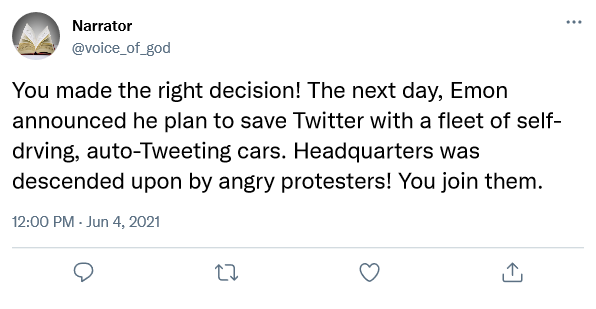 Narrator
@voice_of_god
You made the right decision! The next day, Emon
announced he plan to save Twitter with a fleet of self-
drving, auto-Tweeting cars. Headquarters was
descended upon by angry protesters! You join them.
12:00 PM · Jun 4, 2021